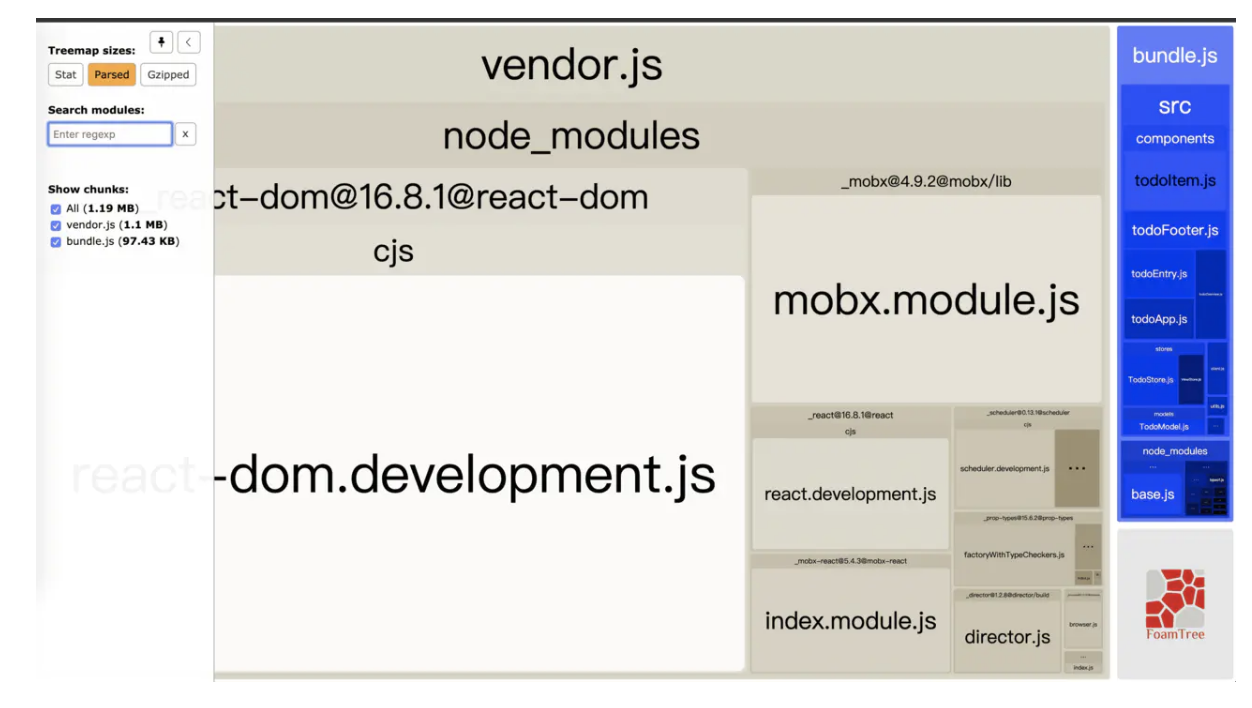 Treemap sizes:
Stat
Parsed
Gzipped
Search modules:
Enter regexp
x
Show chunks:
All (1.19 MB)
vendor.js (1.1 MB)
bundle.js (97.43 KB)
vendor.js
node_modules
_react-dom@16.8.1@react-dom
cjs
react-dom.development.js
_mobx@4.9.2@mobx/lib
mobx.module.js
_react@16.8.1@react
cjs
react.development.js
_mobx-react@5.4.3@mobx-react
index.module.js
_scheduler@0.13.1@scheduler
cjs
scheduler.development.js
...
_prop-types@15.6.2@prop-types
factoryWithTypeCheckers.js
...
index.js
_director@1.2.8@director/build
director.js
browser.js
...
index.js
bundle.js
src
components
todoItem.js
todoFooter.js
todoEntry.js
todoApp.js
stores
TodoStore.js
utils.js
models
TodoModel.js
...
node_modules
...
...
base.js
FoamTree